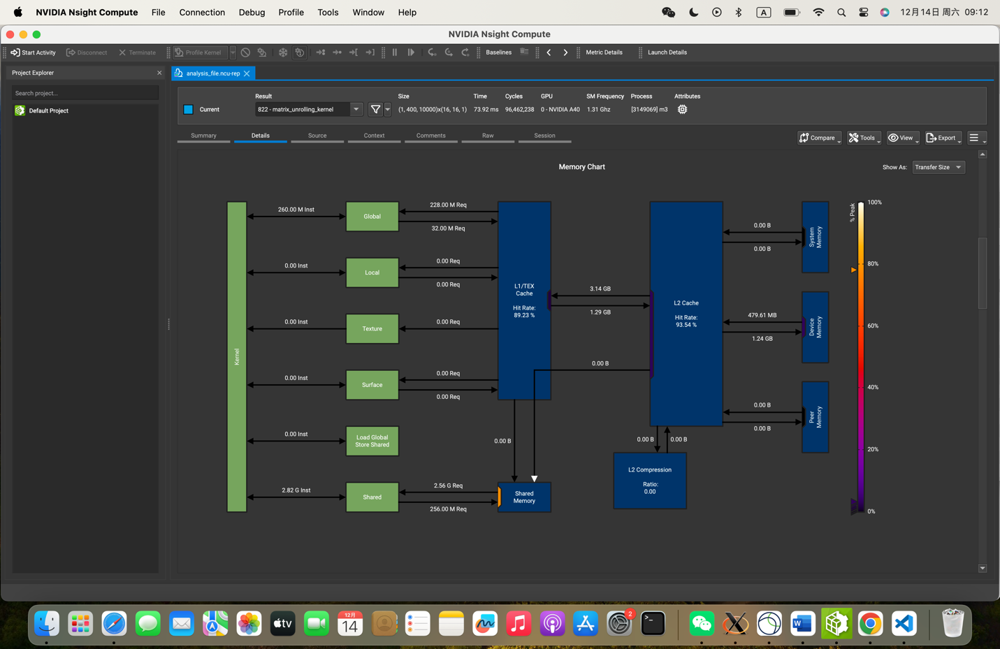 NVIDIA Nsight Compute File Connection Debug Profile Tools Window Help A 12月14日 周六 09:12
NVIDIA Nsight Compute
Start Activity Disconnect Terminate Profile Kernel Baselines Metric Details Launch Details
Project Explorer
Search project...
Default Project
analysis_file.ncu-rep
Result Size Time Cycles GPU SM Frequency Process Attributes
Current 822 - matrix_unrolling_kernel (1, 400, 10000)x(16, 16, 1) 73.92 ms 96,462,238 0 - NVIDIA A40 1.31 Ghz [3149069] m3
Summary Details Source Context Comments Raw Session
Compare Tools View Export
Memory Chart
Show As: Transfer Size
Kernel
260.00 M Inst
Global
228.00 M Req
32.00 M Req
0.00 Inst
Local
0.00 Req
0.00 Req
0.00 Inst
Texture
0.00 Req
0.00 Inst
Surface
0.00 Req
0.00 Req
0.00 Inst
Load Global
Store Shared
2.82 G Inst
Shared
2.56 G Req
256.00 M Req
L1/TEX
Cache
Hit Rate:
89.23 %
0.00 B
Shared
Memory
3.14 GB
1.29 GB
0.00 B
L2 Cache
Hit Rate:
93.54 %
0.00 B
0.00 B
L2 Compression
Ratio:
0.00
0.00 B
0.00 B
System
Memory
479.61 MB
1.24 GB
Device
Memory
0.00 B
0.00 B
Peer
Memory
% Peak
100%
80%
60%
40%
20%
0%
tv
12月
14
2
>_
W